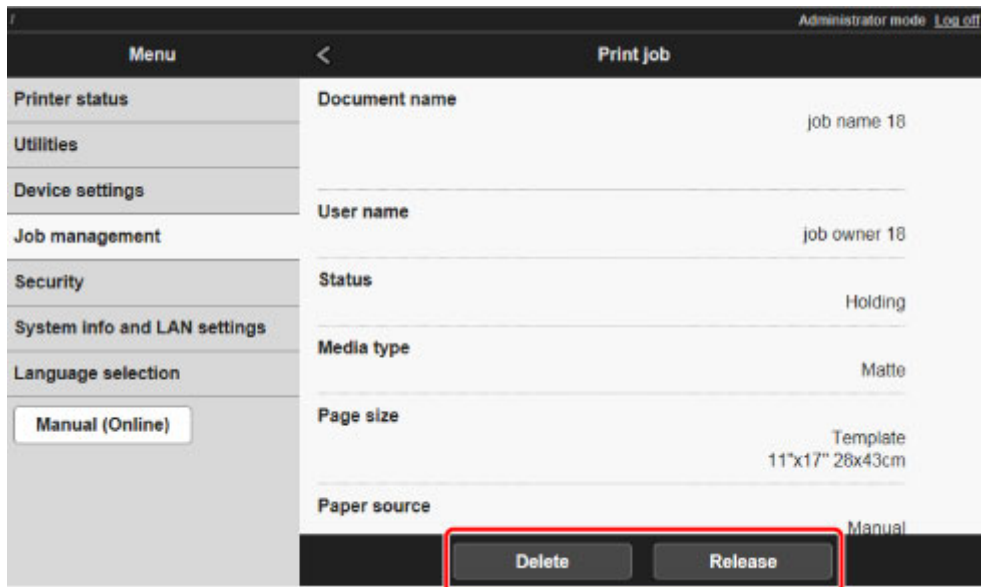 /
Administrator mode Log off
Menu
< Print job
Printer status
Utilities
Device settings
Job management
Security
System info and LAN settings
Language selection
Manual (Online)
Document name
job name 18
User name
job owner 18
Status
Holding
Media type
Matte
Page size
Template
11"x17" 28x43cm
Paper source
Manual
Delete
Release